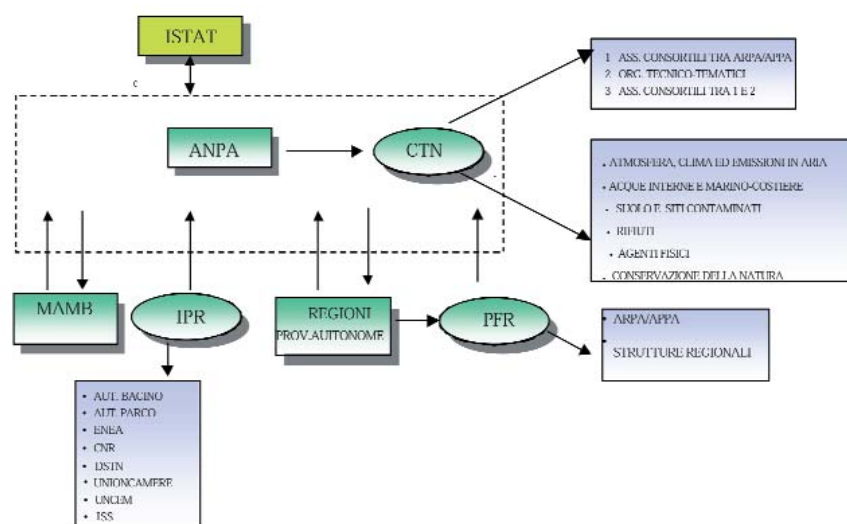 ISTAT
c
ANPA
CTN
1 ASS. CONSORTILI TRA ARPA/APPA
2 ORG. TECNICO-TEMATICI
3 ASS. CONSORTILI TRA 1 E 2
• ATMOSFERA, CLIMA ED EMISSIONI IN ARIA
• ACQUE INTERNE E MARINO-COSTIERE
- SUOLO E SITI CONTAMINATI
• RIFIUTI
• AGENTI FISICI
- CONSERVAZIONE DELLA NATURA
MAMB
IPR
REGIONI
PROV.AUITONOME
PFR
• ARPA/APPA
• STRUTTURE REGIONALI
• AUT. BACINO
• AUT. PARCO
• ENEA
• CNR
• DSTN
• UNIONCAMERE
• UNCEM
• ISS